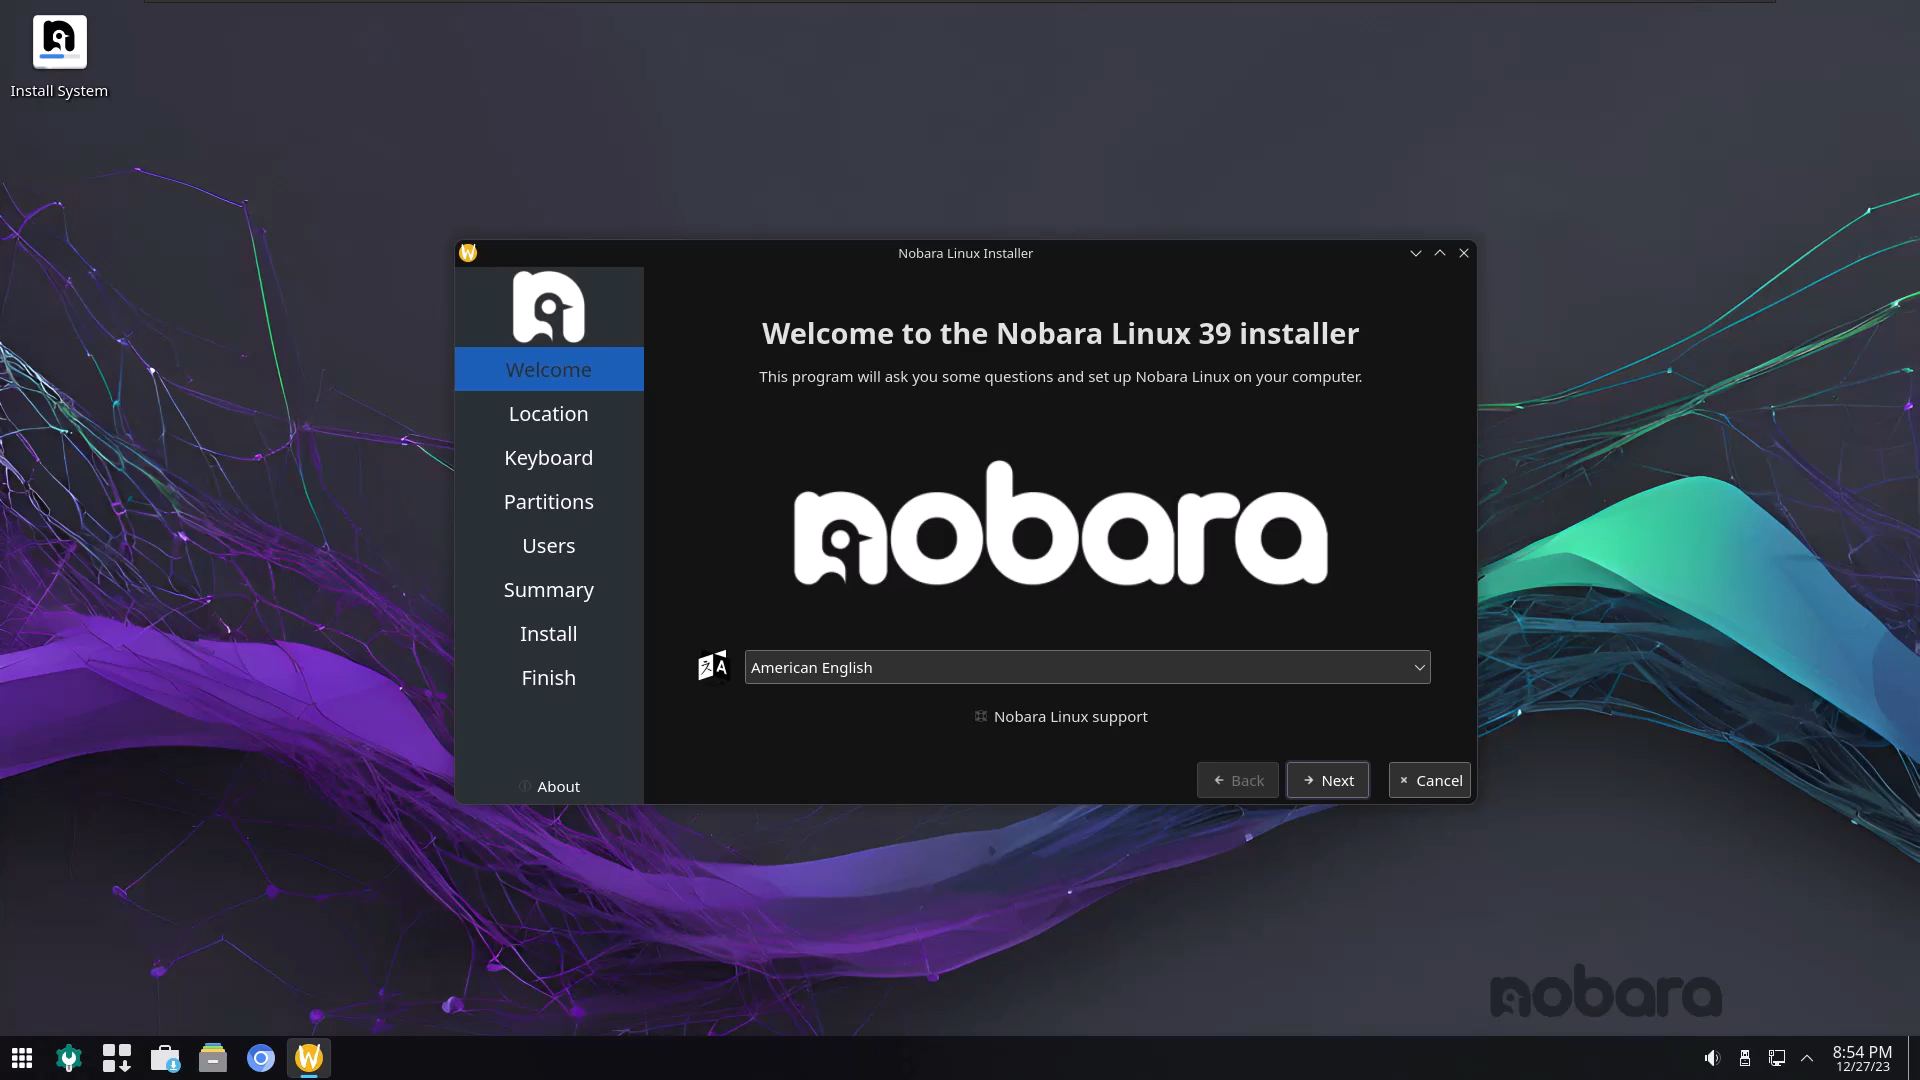 Install System
Nobara Linux Installer
Welcome
Location
Keyboard
Partitions
Users
Summary
Install
Finish
About
Welcome to the Nobara Linux 39 installer
This program will ask you some questions and set up Nobara Linux on your computer.
nobara
American English
Nobara Linux support
Back
Next
Cancel
nobara
8:54 PM
12/27/23